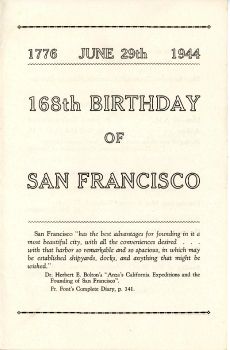 1776 JUNE 29th 1944
168th BIRTHDAY
OF
SAN FRANCISCO
San Francisco "has the best advantages for founding in it a
most beautiful city, with all the conveniences desired . . . .
with that harbor so remarkable and so spacious, in which may
be established shipyards, docks, and anything that might be
wished."
Dr. Herbert E. Bolton's "Anza's California Expeditions and the
Founding of San Francisco".
Fr. Font's Complete Diary, p. 341.